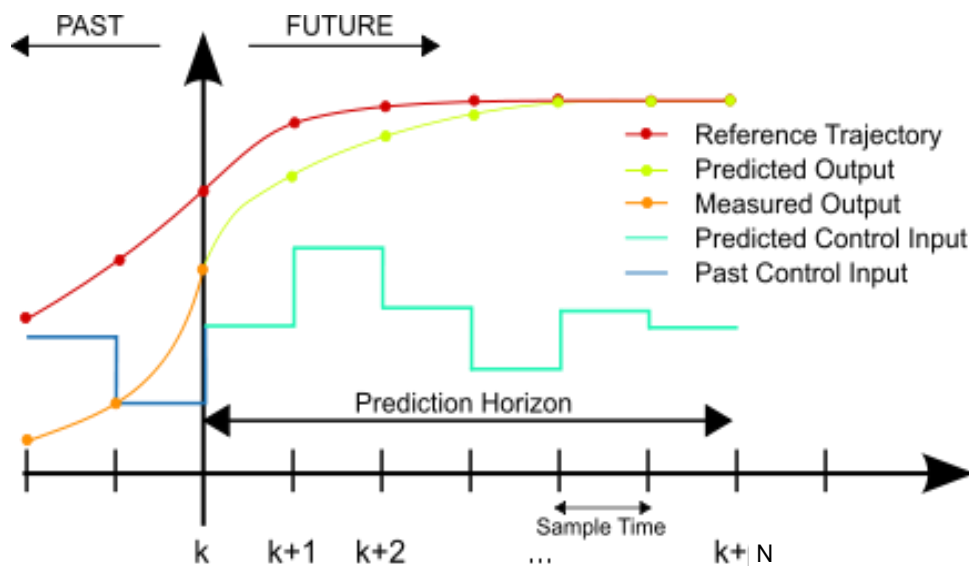 PAST FUTURE
Reference Trajectory
Predicted Output
Measured Output
Predicted Control Input
Past Control Input
Prediction Horizon
Sample Time
k k+1 k+2 ... k+ N